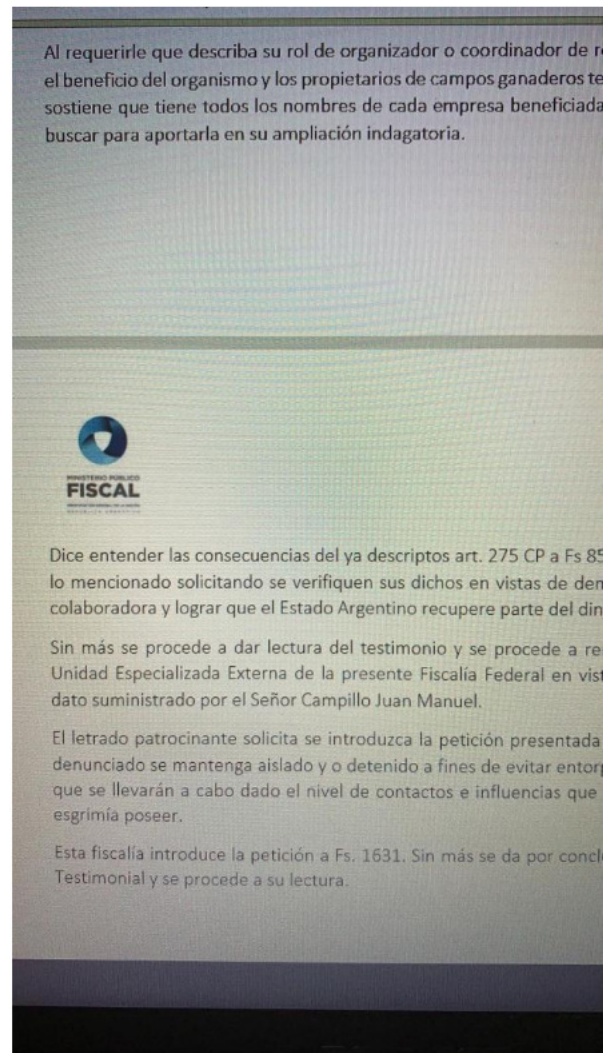 Al requerirle que describa su rol de organizador o coordinador de
el beneficio del organismo y los propietarios de campos ganaderos
sostiene que tiene todos los nombres de cada empresa beneficiada
buscar para aportarla en su ampliación indagatoria.
MINISTERIO PÚBLICO
FISCAL
Dice entender las consecuencias del ya descriptos art. 275 CP a Fs 85
lo mencionado solicitando se verifiquen sus dichos en vistas de
colaboradora y lograr que el Estado Argentino recupere parte del
Sin más se procede a dar lectura del testimonio y se procede a
Unidad Especializada Externa de la presente Fiscalía Federal en
dato suministrado por el Señor Campillo Juan Manuel.
El letrado patrocinante solicita se introduzca la petición presentada
denunciado se mantenga aislado y o detenido a fines de evitar
que se llevarán a cabo dado el nivel de contactos e influencias que
esgrimía poseer.
Esta fiscalía introduce la petición a Fs. 1631. Sin más se da por
Testimonial y se procede a su lectura.